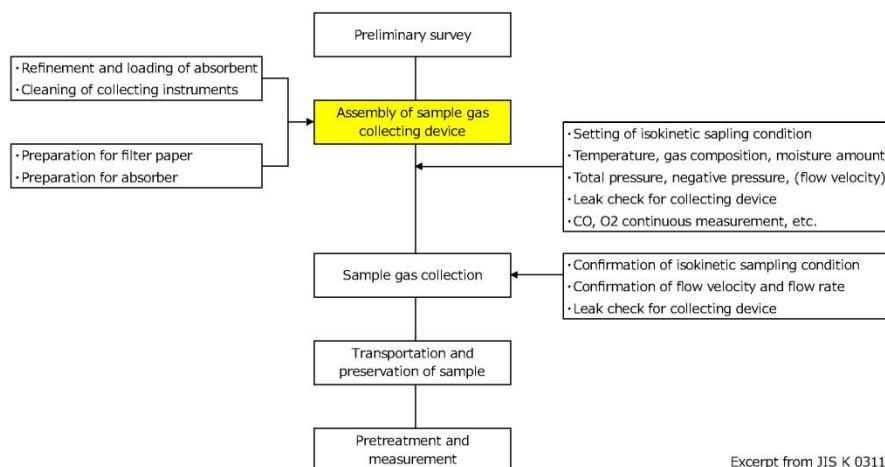 Preliminary survey
・Refinement and loading of absorbent
・Cleaning of collecting instruments
Assembly of sample gas
collecting device
・Preparation for filter paper
・Preparation for absorber
・Setting of isokinetic sapling condition
・Temperature, gas composition, moisture amount
・Total pressure, negative pressure, (flow velocity)
・Leak check for collecting device
・CO, O2 continuous measurement, etc.
Sample gas collection
・Confirmation of isokinetic sampling condition
・Confirmation of flow velocity and flow rate
・Leak check for collecting device
Transportation and
preservation of sample
Pretreatment and
measurement
Excerpt from JIS K 0311